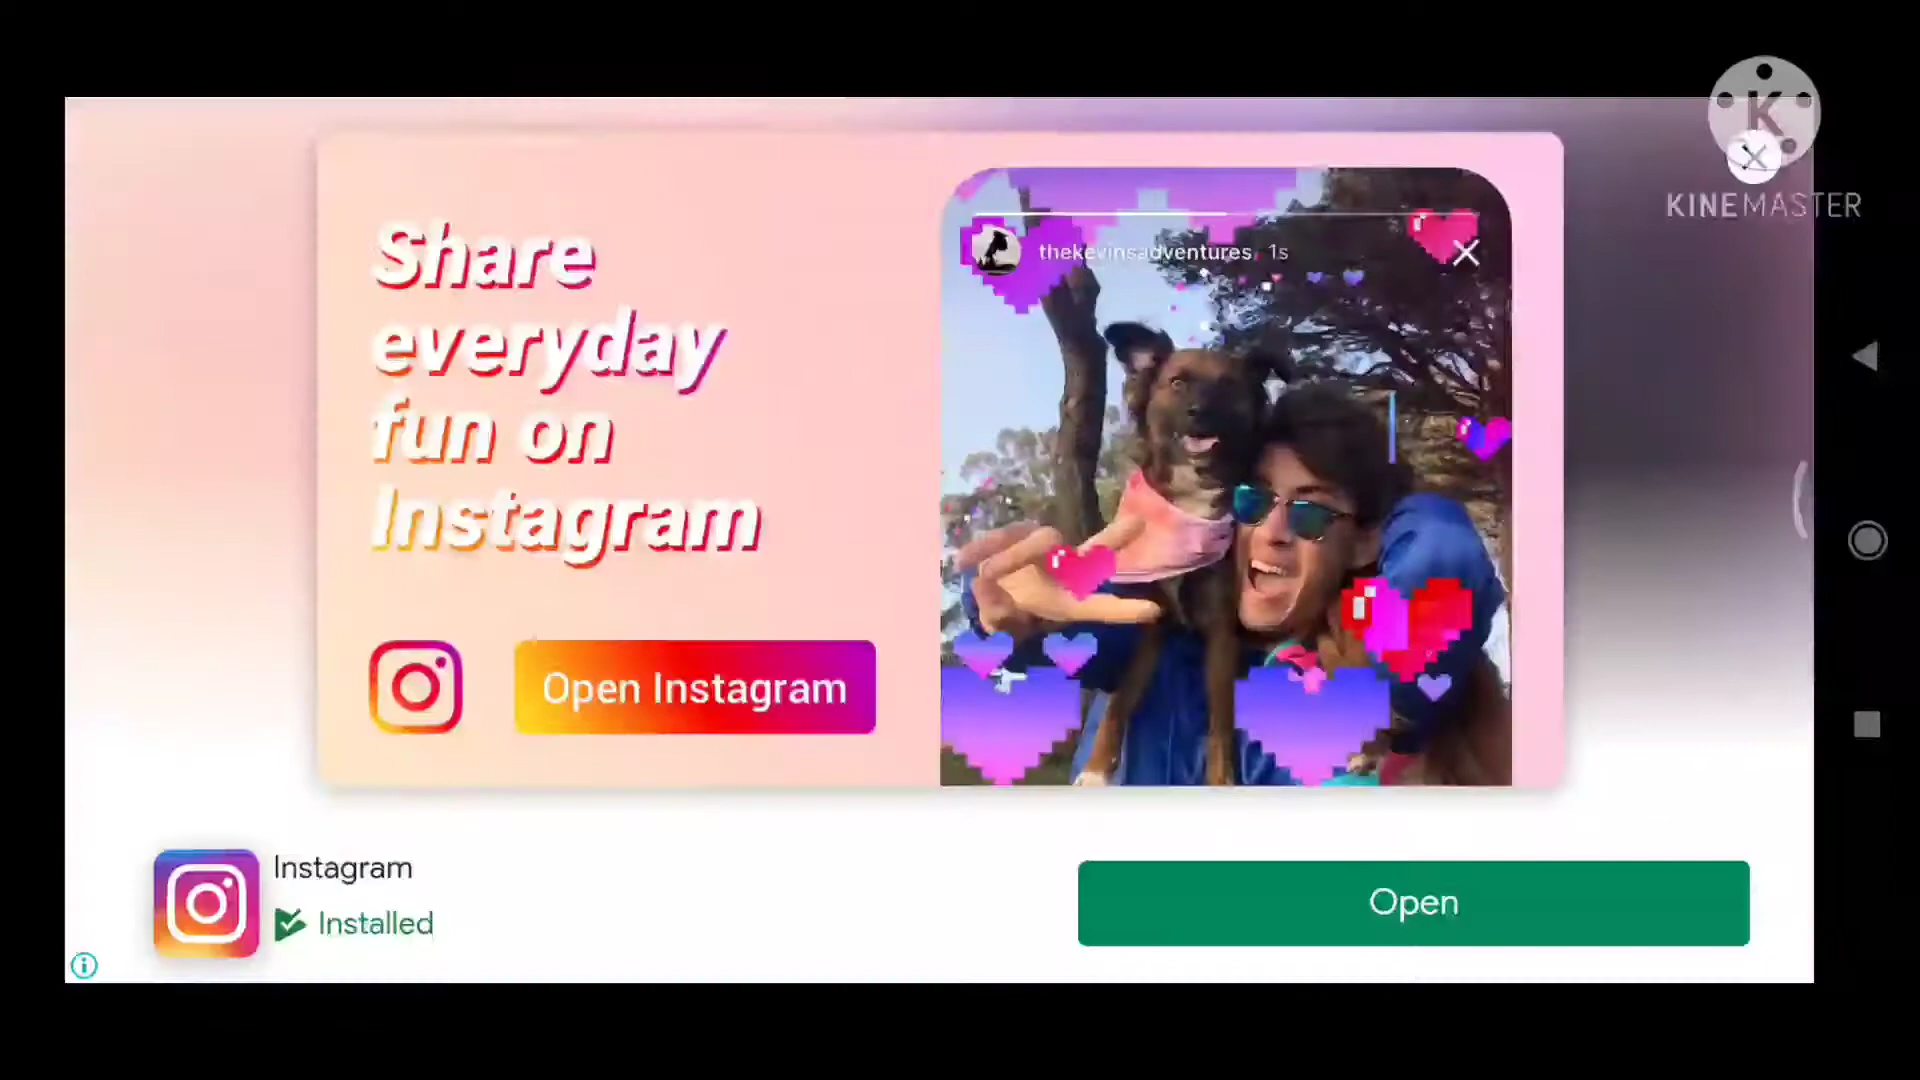 K
KINEMASTER
Share
everyday
fun on
Instagram
Open Instagram
thekevinsadventures 1s
Instagram
Installed
Open